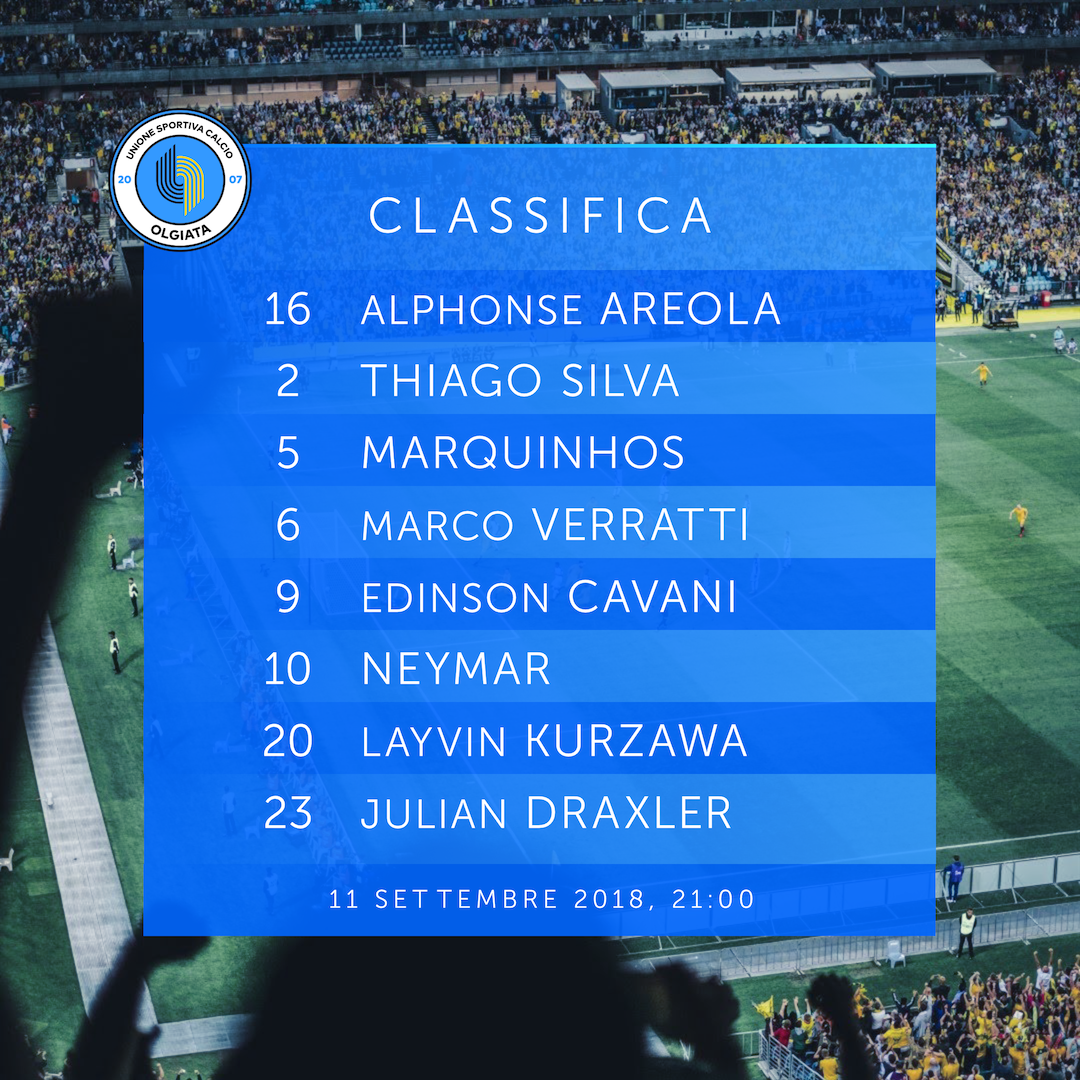 UNIONE SPORTIVA CALCIO
20 07
OLGIATA
CLASSIFICA
16 ALPHONSE AREOLA
2 THIAGO SILVA
5 MARQUINHOS
6 MARCO VERRATTI
9 EDINSON CAVANI
10 NEYMAR
20 LAYVIN KURZAWA
23 JULIAN DRAXLER
11 SETTEMBRE 2018, 21:00